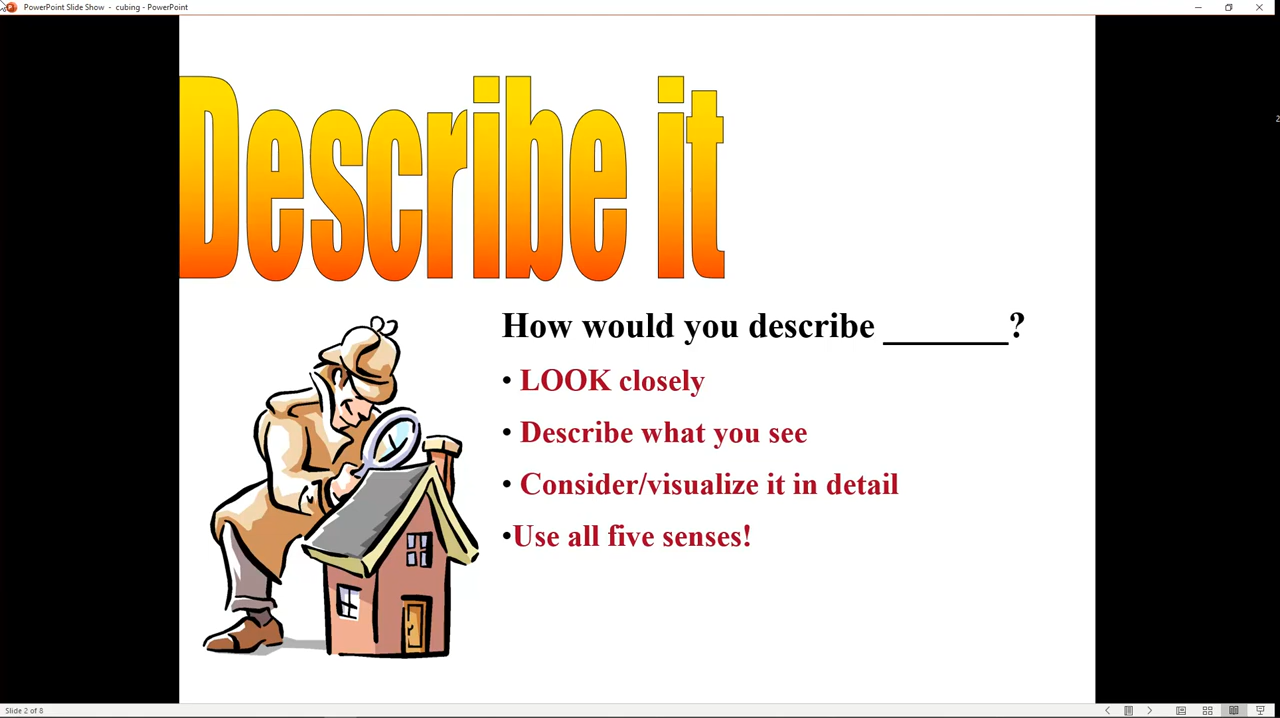 PowerPoint Slide Show - cubing - PowerPoint
Describe it
How would you describe _______?
• LOOK closely
• Describe what you see
• Consider/visualize it in detail
•Use all five senses!
Slide 2 of 8